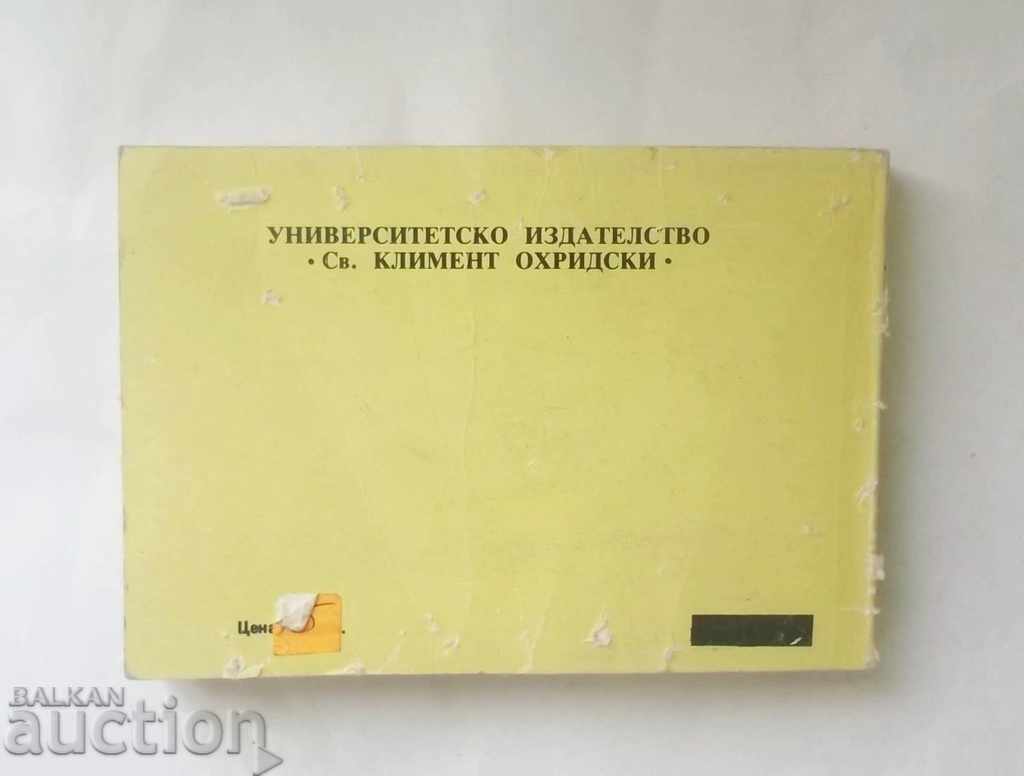 УНИВЕРСИТЕТСКО ИЗДАТЕЛСТВО
• Св. КЛИМЕНТ ОХРИДСКИ •
Цена
BALKAN
auction